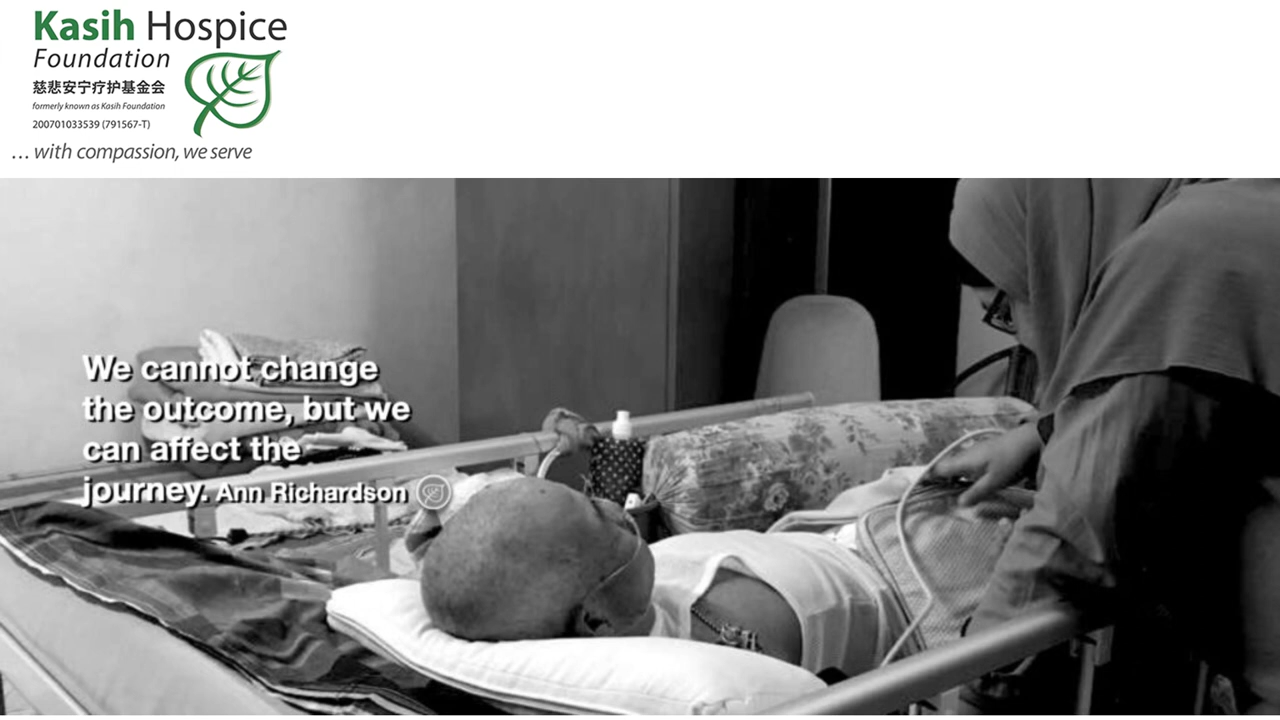 Kasih Hospice
Foundation
慈悲安宁疗护基金会
formerly known as Kasih Foundation
200701033539 (791567-T)
... with compassion, we serve
We cannot change
the outcome, but we
can affect the
journey. Ann Richardson